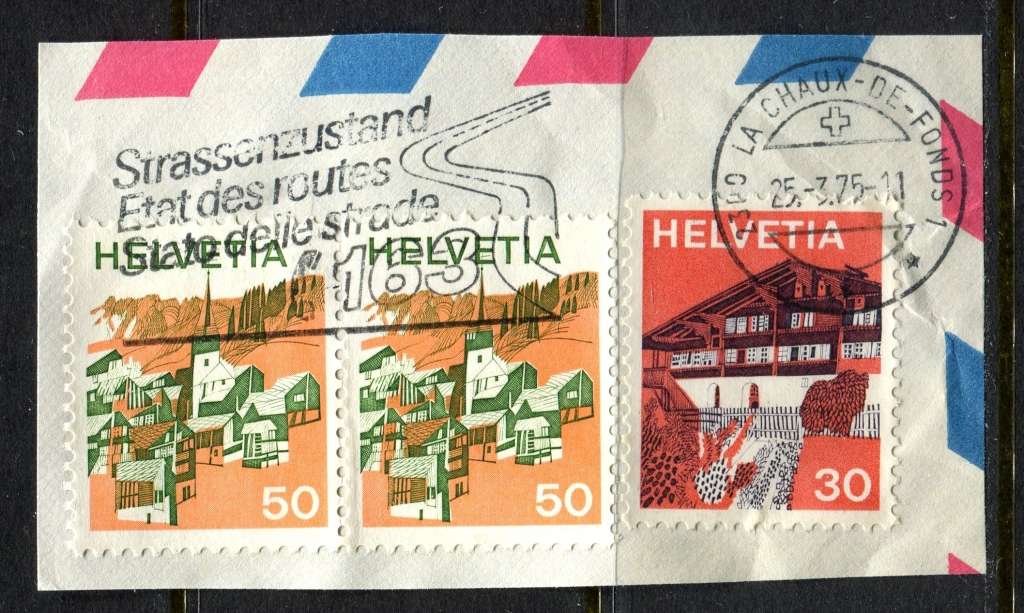 Strassenzustand
Etat des routes
Stato delle strade
163
2300 LA CHAUX-DE-FONDS 1
25.-3.75-11
HELVETIA
50
HELVETIA
50
HELVETIA
30